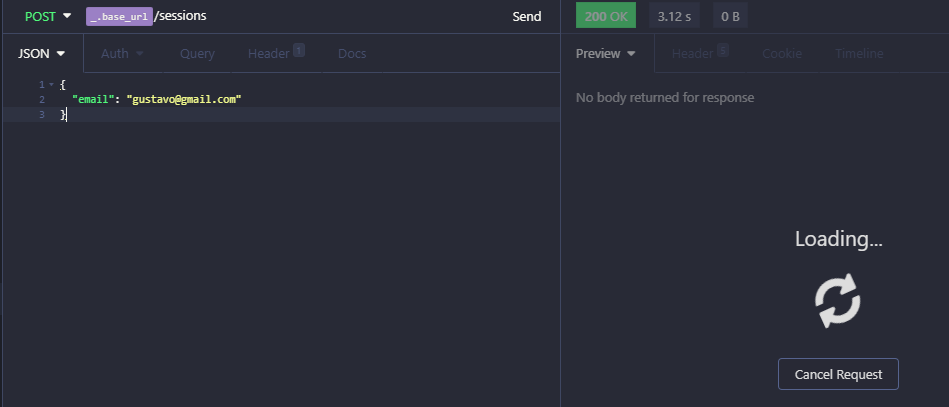 POST _.base_url /sessions Send
200 OK 3.12 s 0 B
JSON Auth Query Header 1 Docs
Preview Header 5 Cookie Timeline
1 {
2 "email": "gustavo@gmail.com"
3 }
No body returned for response
Loading...
Cancel Request